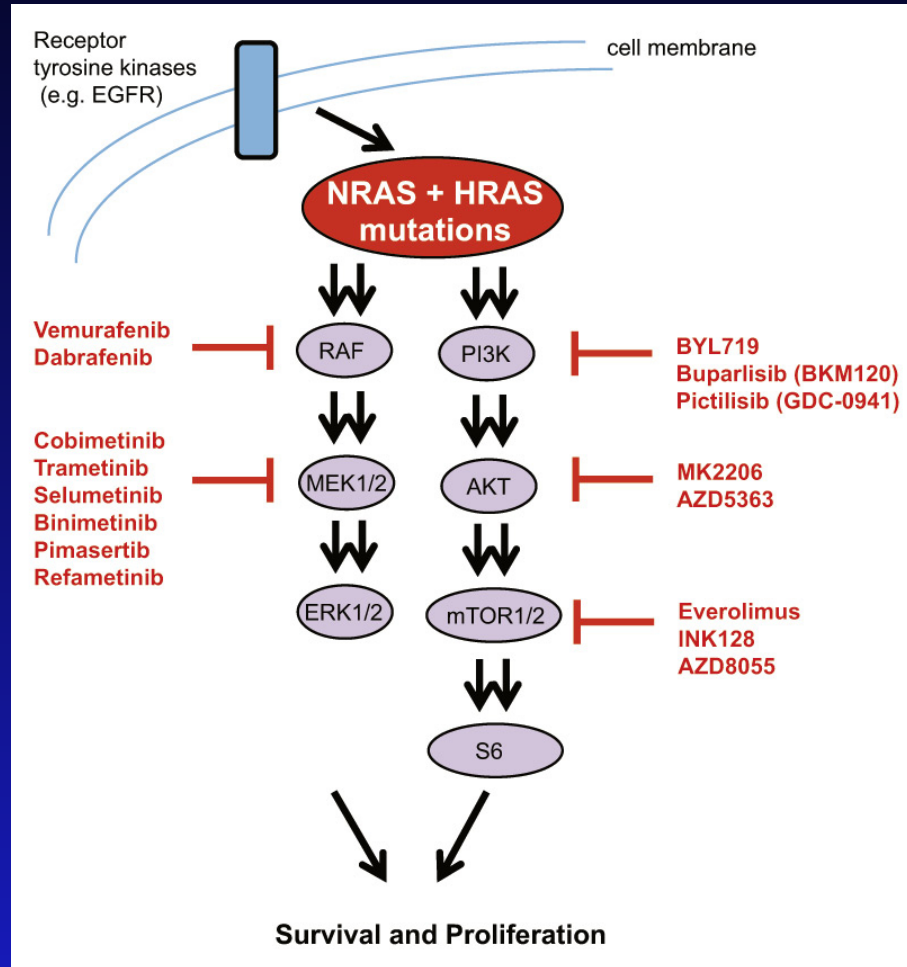 Receptor
tyrosine kinases
(e.g. EGFR)
cell membrane
NRAS + HRAS
mutations
Vemurafenib
Dabrafenib
RAF
PI3K
BYL719
Buparlisib (BKM120)
Pictilisib (GDC-0941)
Cobimetinib
Trametinib
Selumetinib
Binimetinib
Pimasertib
Refametinib
MEK1/2
AKT
MK2206
AZD5363
ERK1/2
mTOR1/2
Everolimus
INK128
AZD8055
S6
Survival and Proliferation